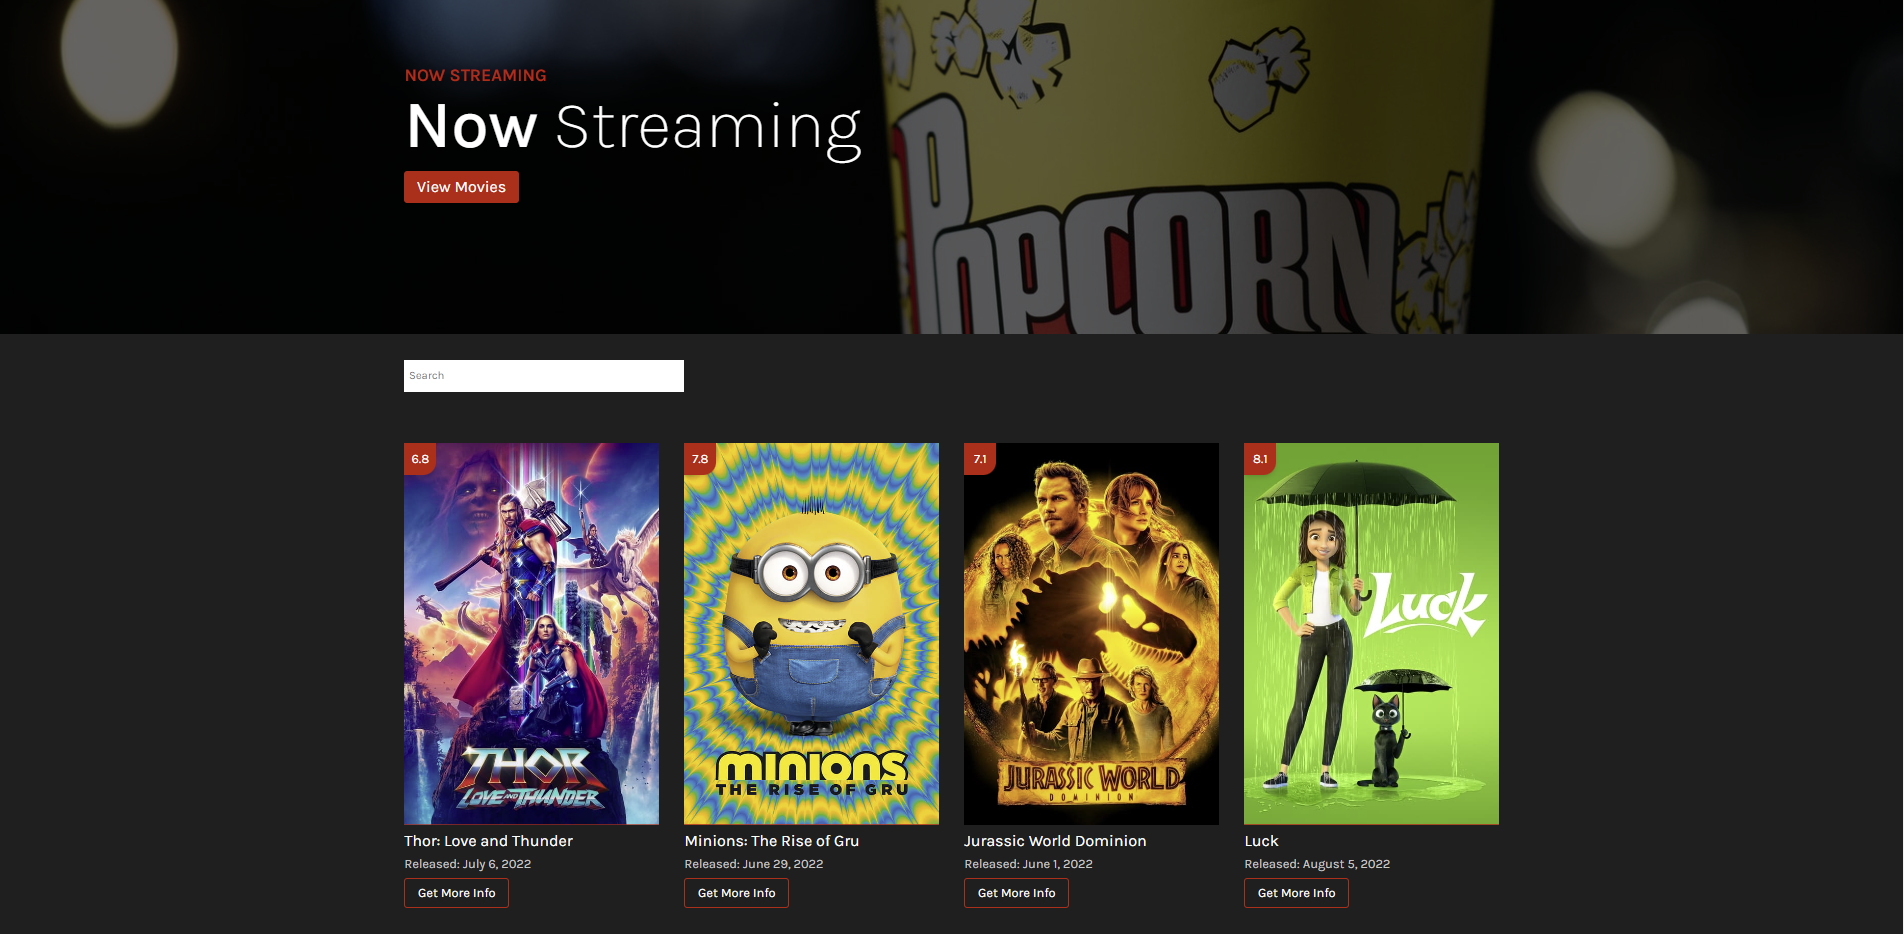 NOW STREAMING
Now Streaming
View Movies
POPCORN
Search
6.8
7.8
7.1
8.1
Luck
THOR
LOVE AND THUNDER
MINIONS
THE RISE OF GRU
JURASSIC WORLD
DOMINION
Thor: Love and Thunder
Minions: The Rise of Gru
Jurassic World Dominion
Luck
Released: July 6, 2022
Released: June 29, 2022
Released: June 1, 2022
Released: August 5, 2022
Get More Info
Get More Info
Get More Info
Get More Info